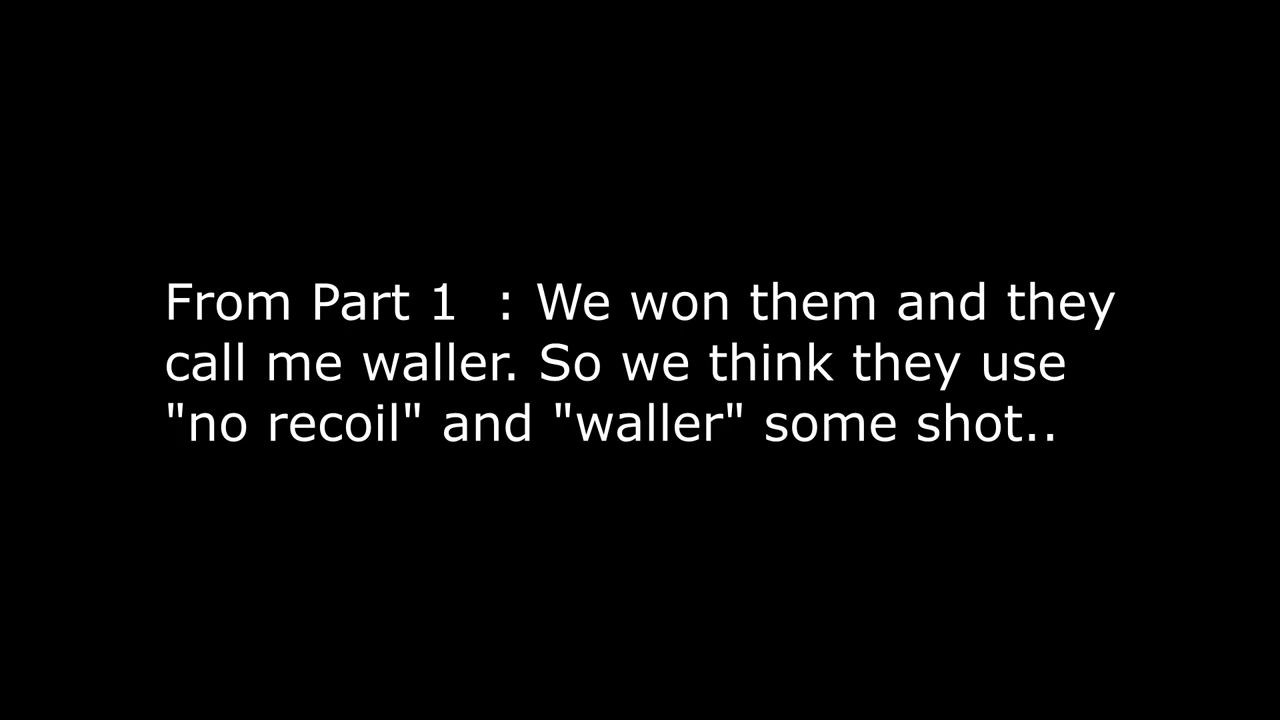 From Part 1  : We won them and they
call me waller. So we think they use
"no recoil" and "waller" some shot..